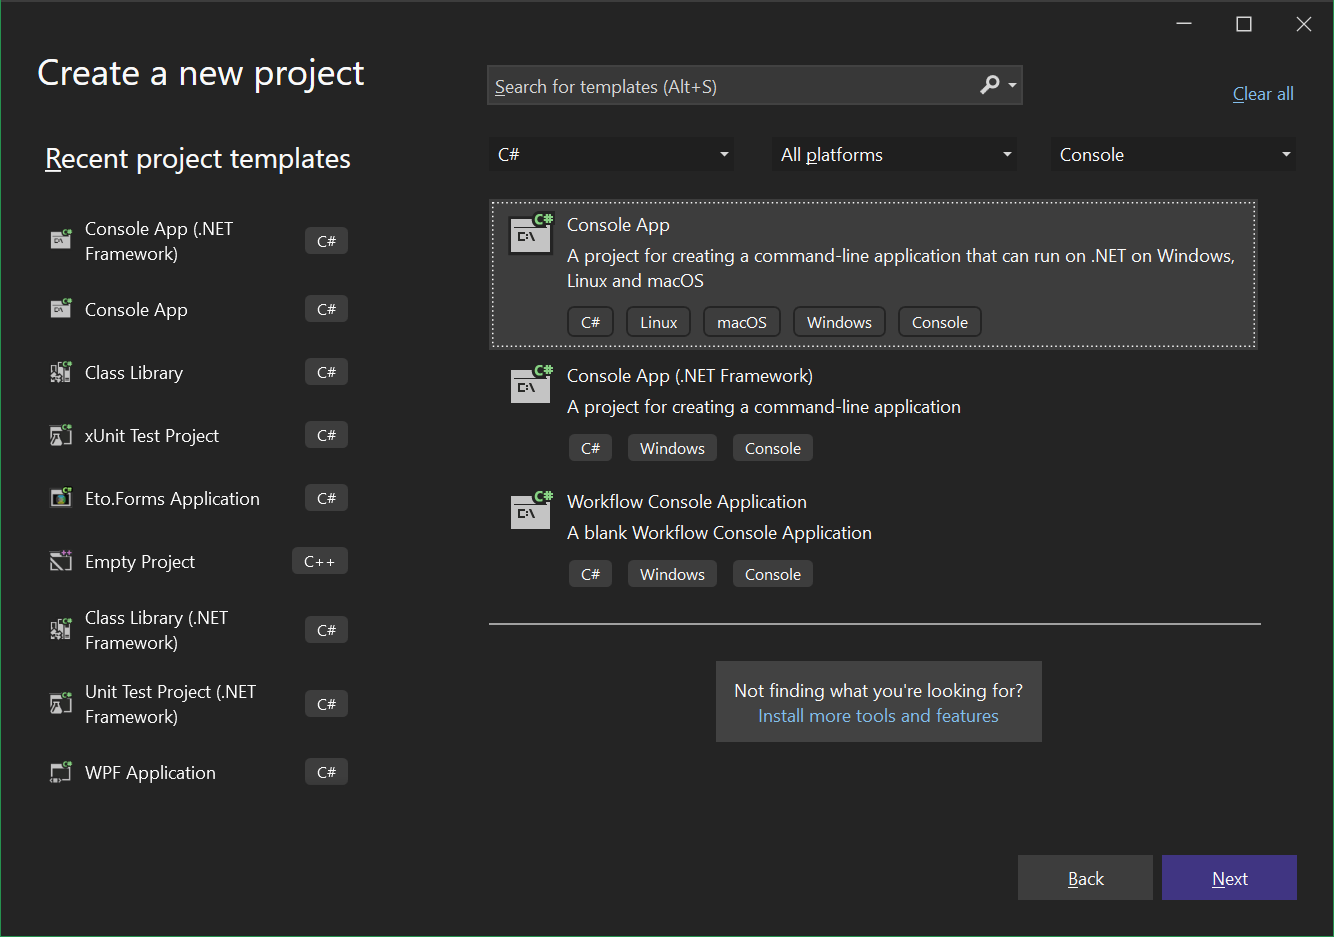 Create a new project
Search for templates (Alt+S)
Clear all
Recent project templates
C#
All platforms
Console
Console App (.NET
Framework)
C#
Console App
C#
Class Library
C#
xUnit Test Project
C#
Eto.Forms Application
C#
Empty Project
C++
Class Library (.NET
Framework)
C#
Unit Test Project (.NET
Framework)
C#
WPF Application
C#
C#
C:\
Console App
A project for creating a command-line application that can run on .NET on Windows,
Linux and macOS
C# Linux macOS Windows Console
C#
C:\
Console App (.NET Framework)
A project for creating a command-line application
C# Windows Console
C#
C:\
Workflow Console Application
A blank Workflow Console Application
C# Windows Console
Not finding what you're looking for?
Install more tools and features
Back
Next